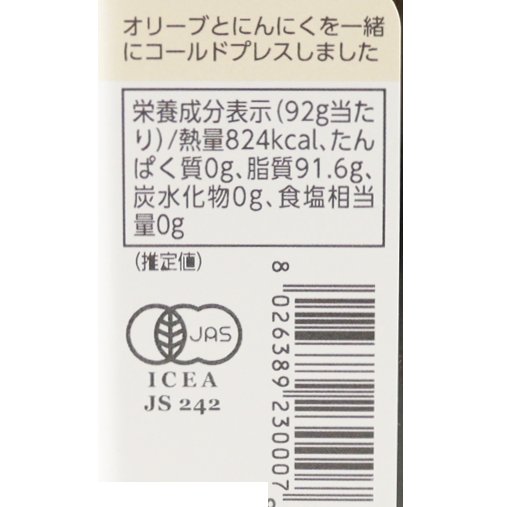 オリーブとにんにくを一緒
にコールドプレスしました
栄養成分表示(92g当た
り)/熱量824kcal、たん
ぱく質0g、脂質91.6g、
炭水化物0g、食塩相当
量0g
(推定値)
JAS
ICEA
JS 242
8 026389 230007